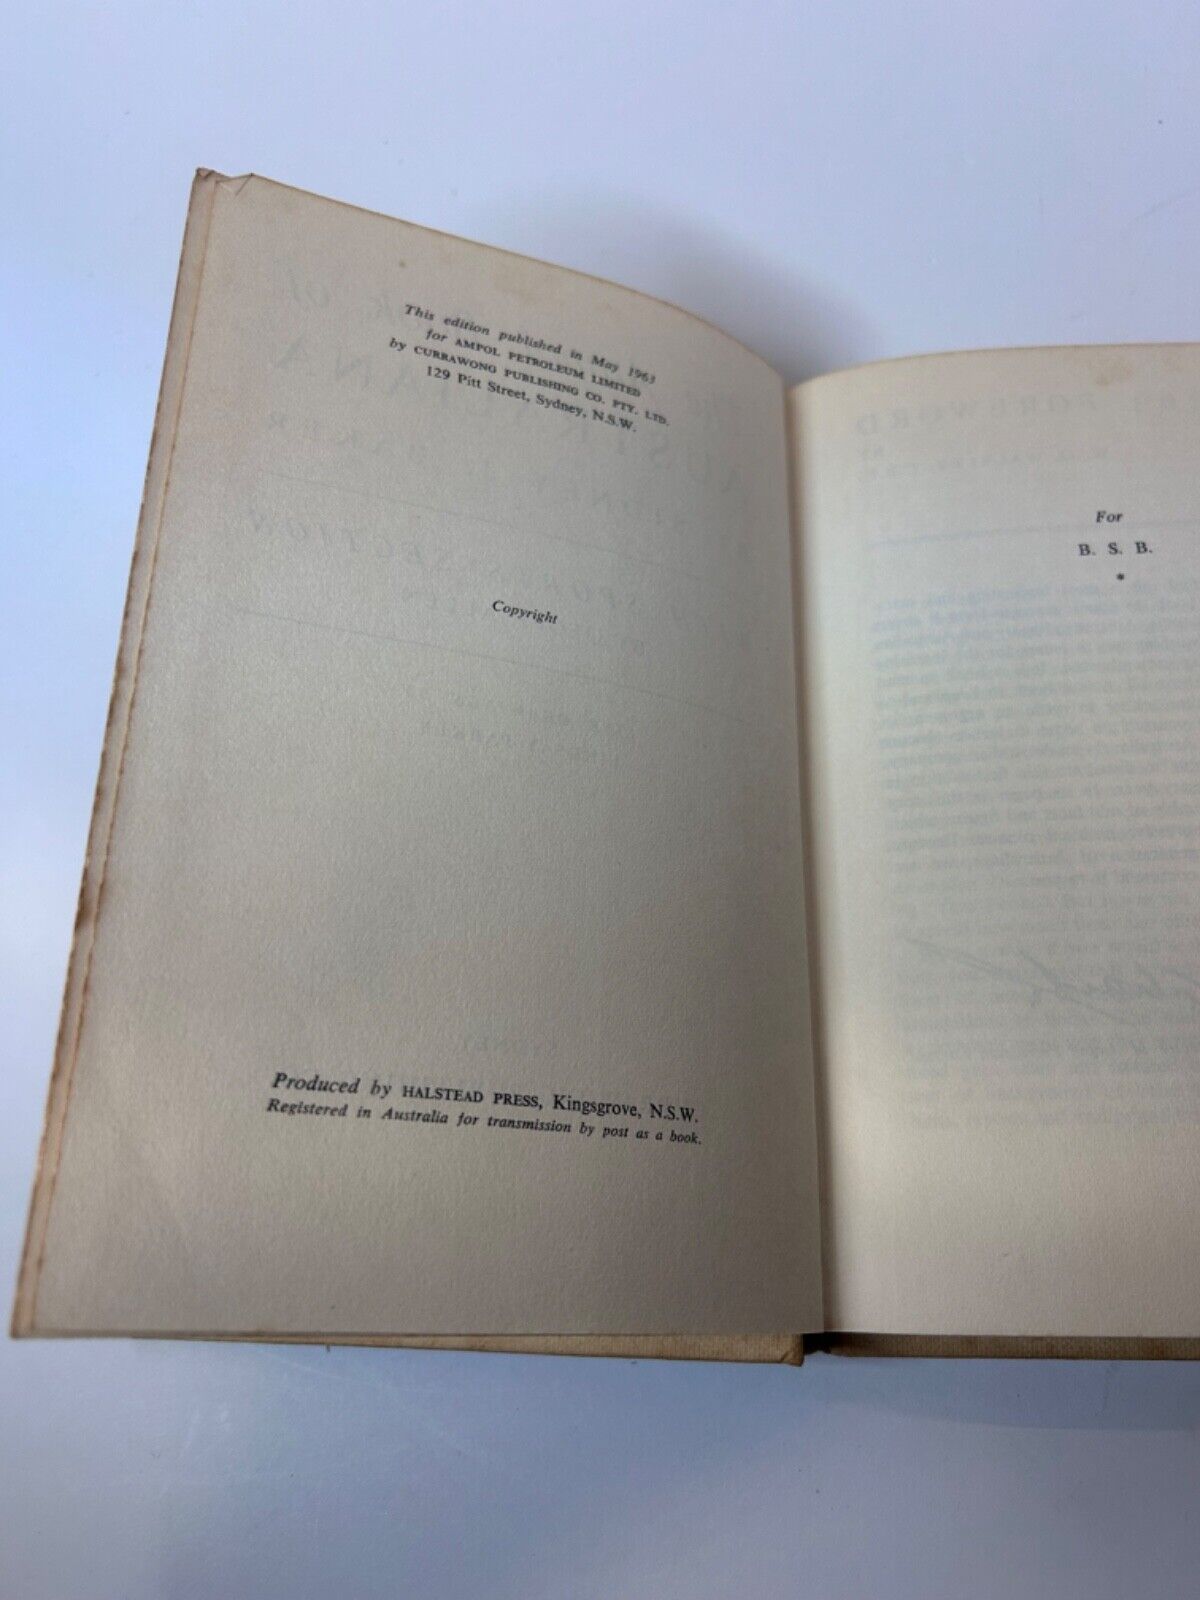 This edition published in May 1963
for AMPOL PETROLEUM LIMITED
by CURRAWONG PUBLISHING CO. PTY. LTD.
129 Pitt Street, Sydney, N.S.W.
Copyright
Produced by HALSTEAD PRESS, Kingsgrove, N.S.W.
Registered in Australia for transmission by post as a book.
For
B. S. B.
*